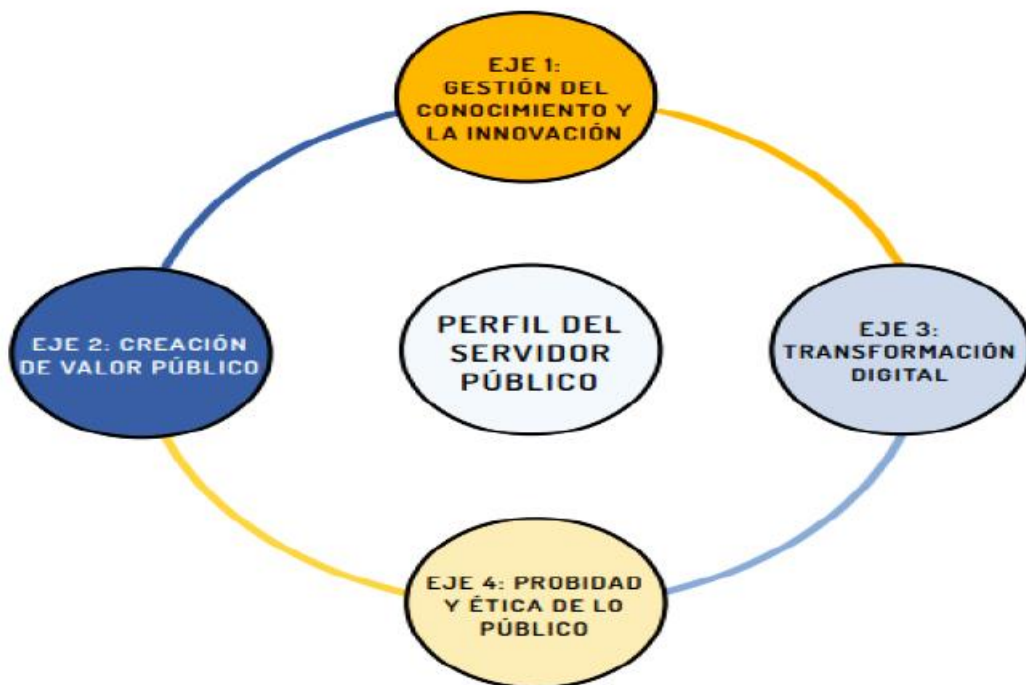 EJE 1:
GESTIÓN DEL
CONOCIMIENTO Y
LA INNOVACIÓN
EJE 2: CREACIÓN
DE VALOR PÚBLICO
PERFIL DEL
SERVIDOR
PÚBLICO
EJE 3:
TRANSFORMACIÓN
DIGITAL
EJE 4: PROBIDAD
Y ÉTICA DE LO
PÚBLICO